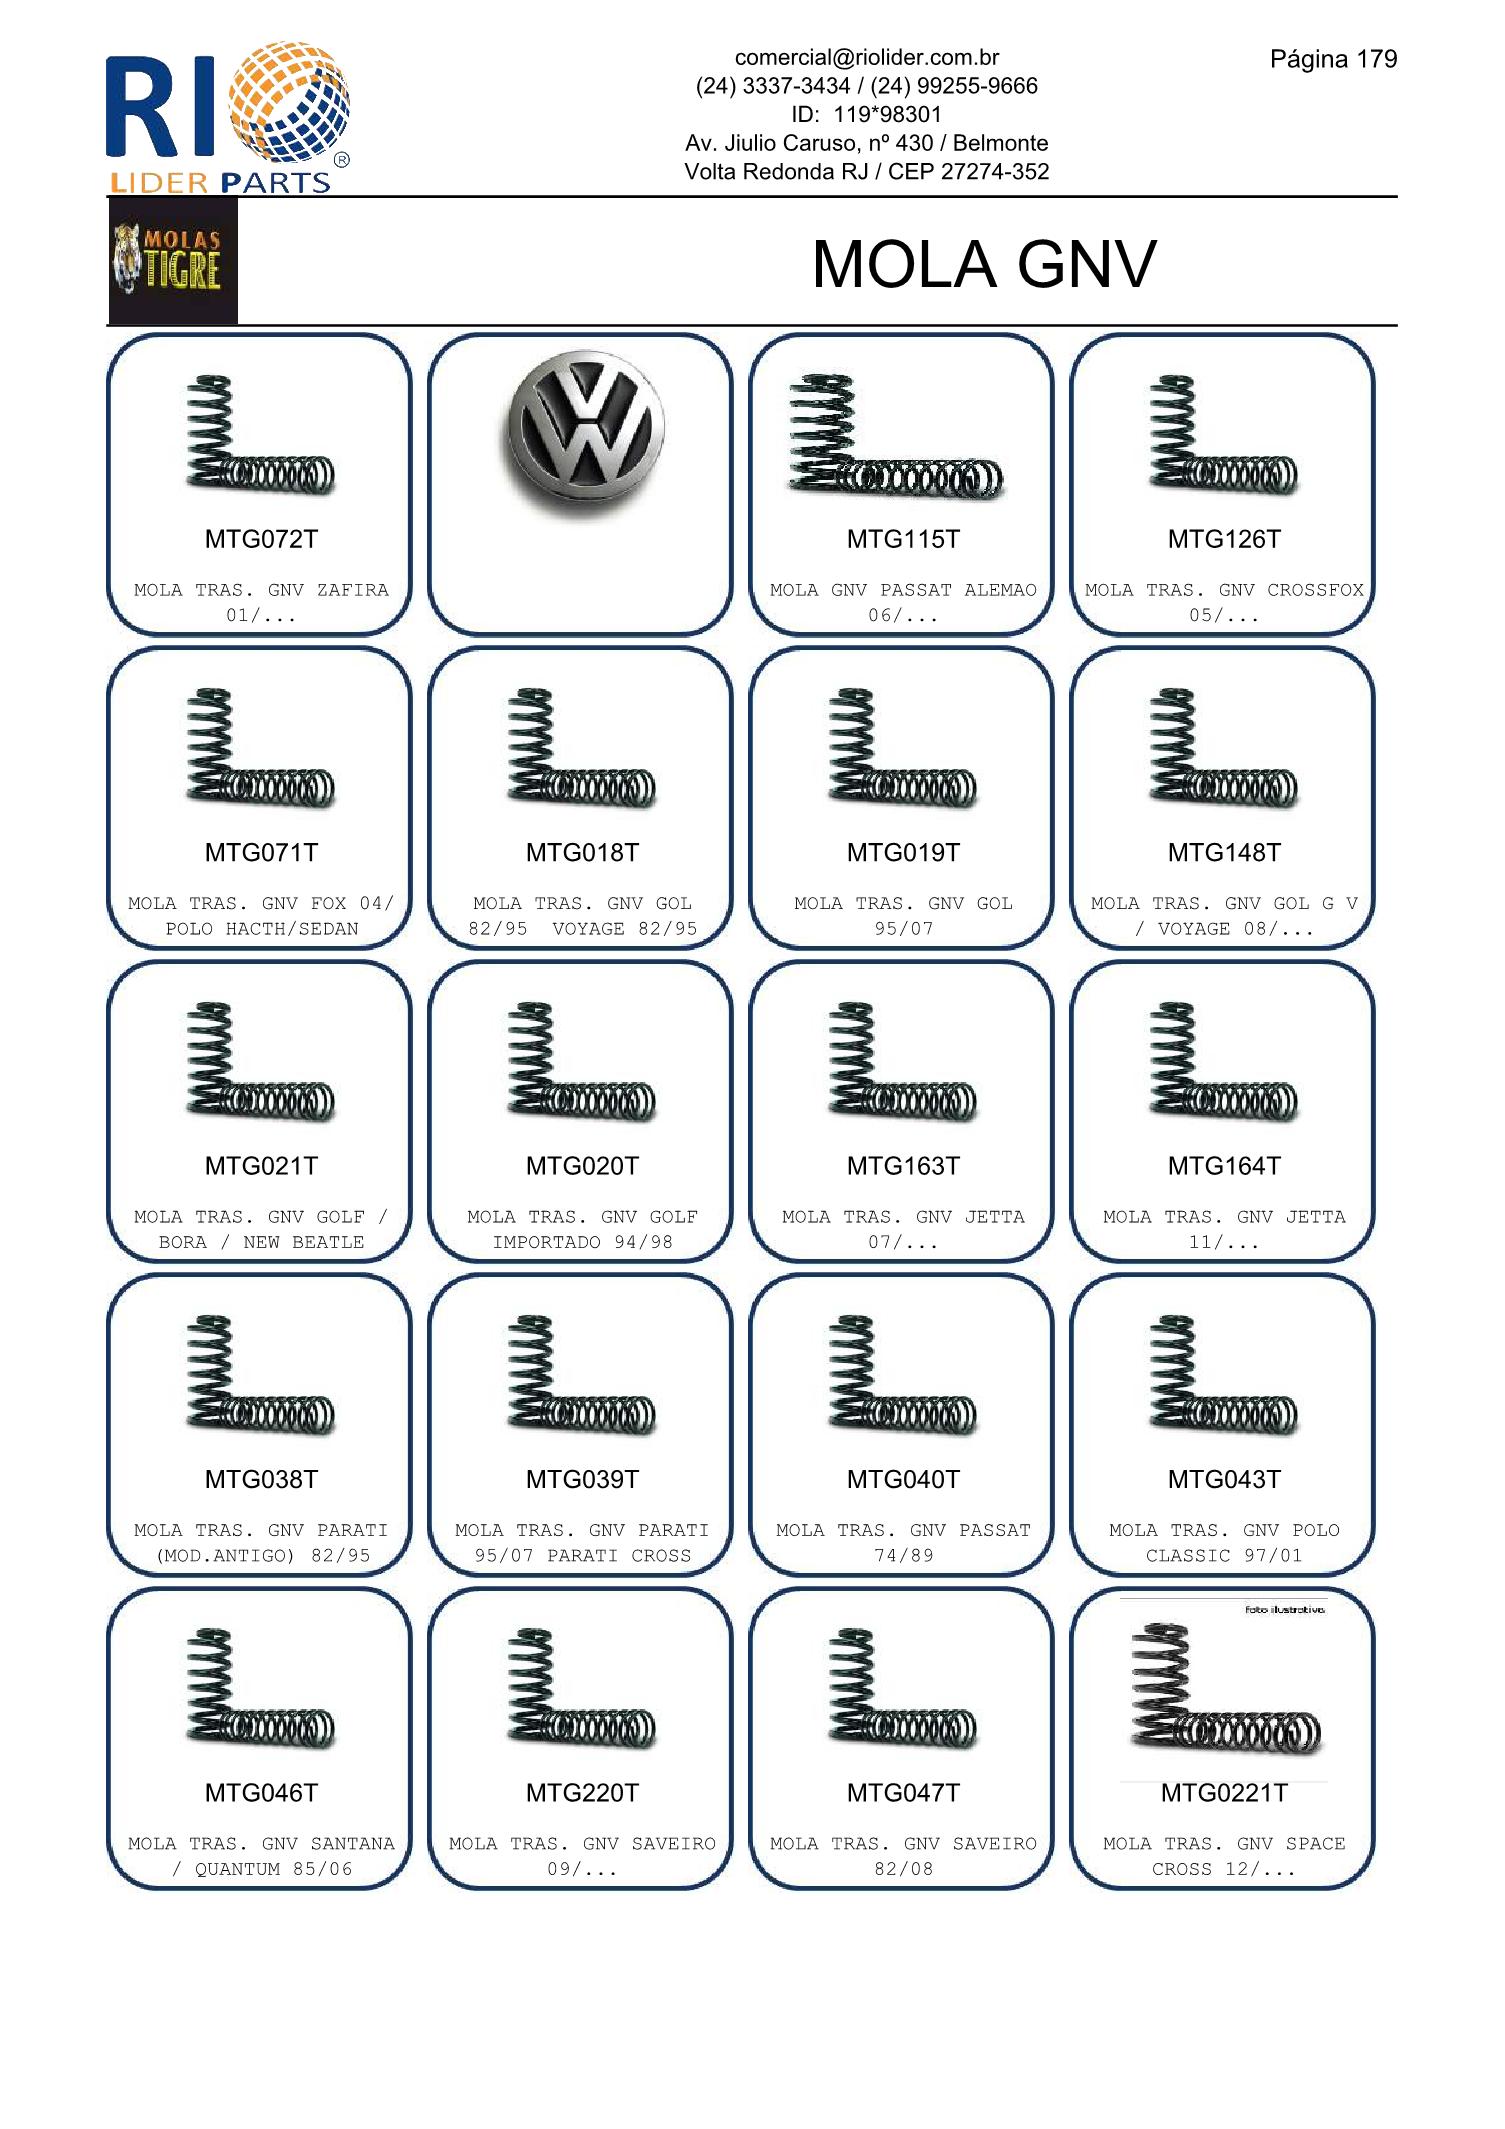 RIO
®
LIDER PARTS
comercial@riolider.com.br
(24) 3337-3434 / (24) 99255-9666
ID:  119*98301
Av. Jiulio Caruso, nº 430 / Belmonte
Volta Redonda RJ / CEP 27274-352
Página 179
MOLAS
TIGRE
MOLA GNV
MTG072T
MOLA TRAS. GNV ZAFIRA
01/...
MTG115T
MOLA GNV PASSAT ALEMAO
06/...
MTG126T
MOLA TRAS. GNV CROSSFOX
05/...
MTG071T
MOLA TRAS. GNV FOX 04/
POLO HACTH/SEDAN
MTG018T
MOLA TRAS. GNV GOL
82/95  VOYAGE 82/95
MTG019T
MOLA TRAS. GNV GOL
95/07
MTG148T
MOLA TRAS. GNV GOL G V
/ VOYAGE 08/...
MTG021T
MOLA TRAS. GNV GOLF /
BORA / NEW BEATLE
MTG020T
MOLA TRAS. GNV GOLF
IMPORTADO 94/98
MTG163T
MOLA TRAS. GNV JETTA
07/...
MTG164T
MOLA TRAS. GNV JETTA
11/...
MTG038T
MOLA TRAS. GNV PARATI
(MOD.ANTIGO) 82/95
MTG039T
MOLA TRAS. GNV PARATI
95/07 PARATI CROSS
MTG040T
MOLA TRAS. GNV PASSAT
74/89
MTG043T
MOLA TRAS. GNV POLO
CLASSIC 97/01
MTG046T
MOLA TRAS. GNV SANTANA
/ QUANTUM 85/06
MTG220T
MOLA TRAS. GNV SAVEIRO
09/...
MTG047T
MOLA TRAS. GNV SAVEIRO
82/08
foto ilustrativa
MTG0221T
MOLA TRAS. GNV SPACE
CROSS 12/...